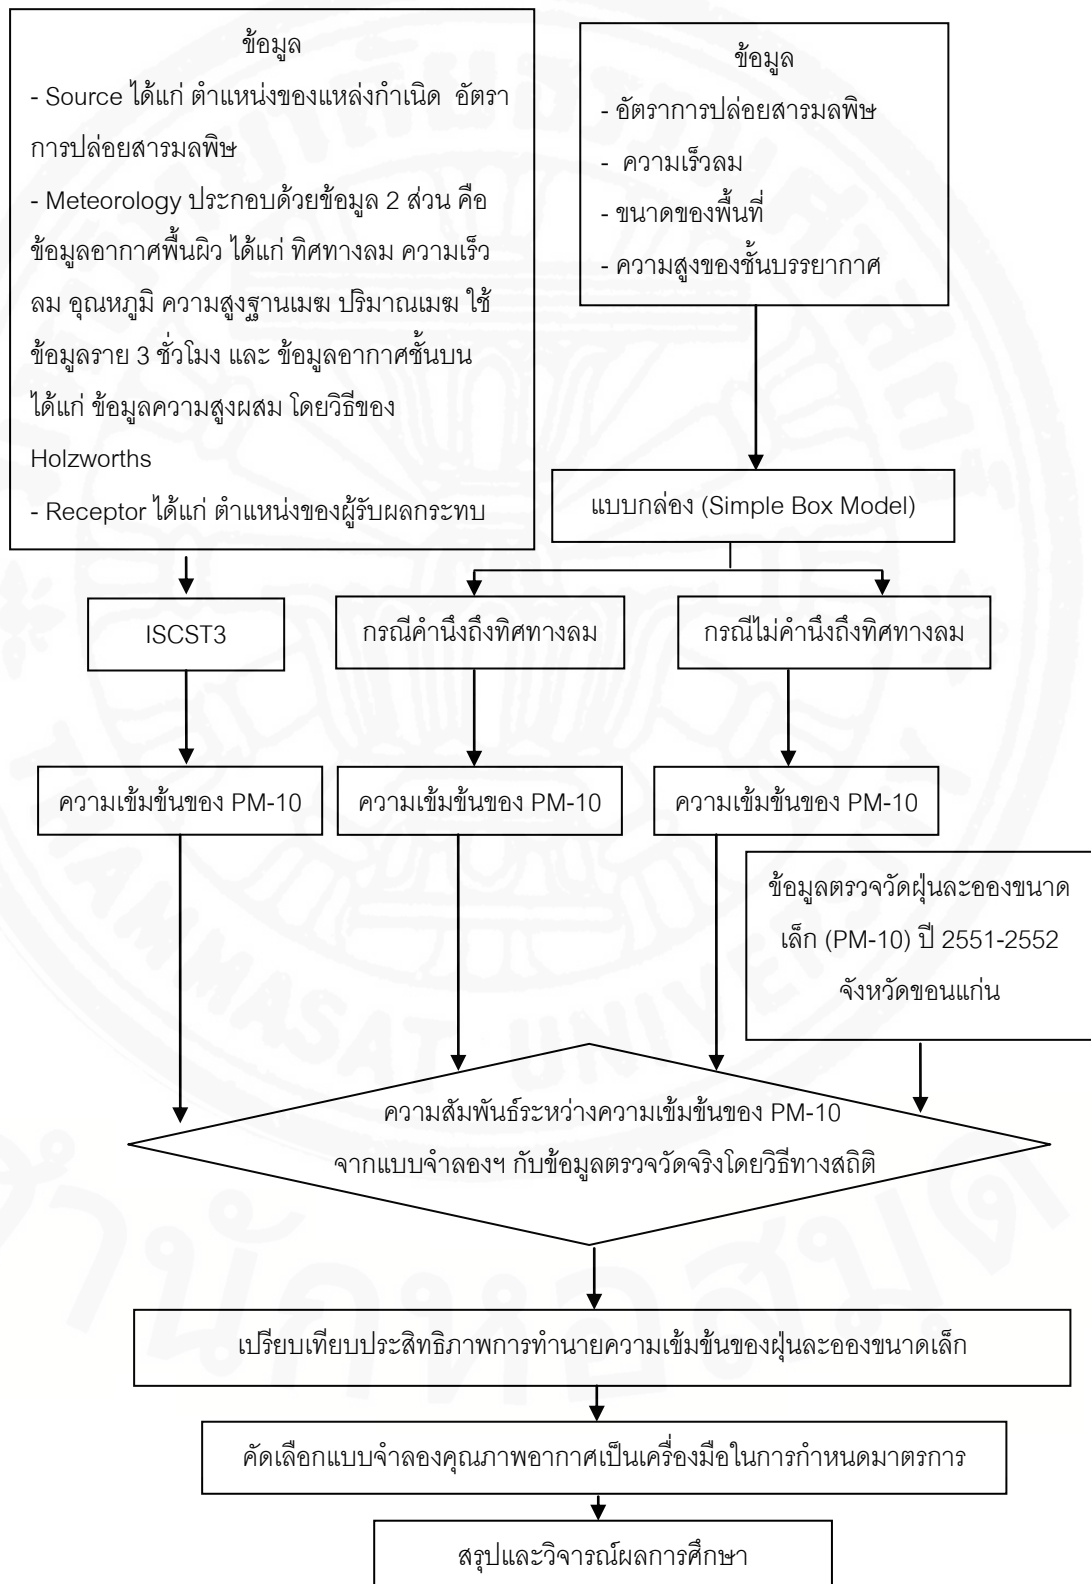 ข้อมูล
- Source ได้แก่ ตำแหน่งของแหล่งกำเนิด อัตรา
การปล่อยสารมลพิษ
- Meteorology ประกอบด้วยข้อมูล 2 ส่วน คือ
ข้อมูลอากาศพื้นผิว ได้แก่ ทิศทางลม ความเร็ว
ลม อุณหภูมิ ความสูงฐานเมฆ ปริมาณเมฆ ใช้
ข้อมูลราย 3 ชั่วโมง และ ข้อมูลอากาศชั้นบน
ได้แก่ ข้อมูลความสูงผสม โดยวิธีของ
Holzworths
- Receptor ได้แก่ ตำแหน่งของผู้รับผลกระทบ
ข้อมูล
- อัตราการปล่อยสารมลพิษ
- ความเร็วลม
- ขนาดของพื้นที่
- ความสูงของชั้นบรรยากาศ
แบบกล่อง (Simple Box Model)
ISCST3
กรณีคำนึงถึงทิศทางลม
กรณีไม่คำนึงถึงทิศทางลม
ความเข้มข้นของ PM-10
ความเข้มข้นของ PM-10
ความเข้มข้นของ PM-10
ข้อมูลตรวจวัดฝุ่นละอองขนาด
เล็ก (PM-10) ปี 2551-2552
จังหวัดขอนแก่น
ความสัมพันธ์ระหว่างความเข้มข้นของ PM-10
จากแบบจำลองฯ กับข้อมูลตรวจวัดจริงโดยวิธีทางสถิติ
เปรียบเทียบประสิทธิภาพการทำนายความเข้มข้นของฝุ่นละอองขนาดเล็ก
คัดเลือกแบบจำลองคุณภาพอากาศเป็นเครื่องมือในการกำหนดมาตรการ
สรุปและวิจารณ์ผลการศึกษา
THAMMASAT UNIVERSITY
สำนักหอสมุด